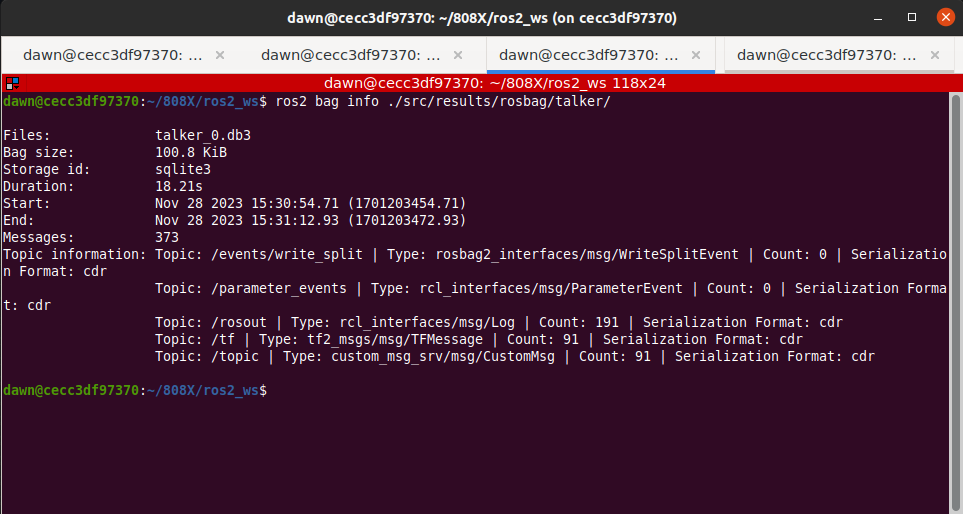 dawn@cecc3df97370: ~/808X/ros2_ws (on cecc3df97370)
dawn@cecc3df97370: ... × dawn@cecc3df97370: ... × dawn@cecc3df97370: ... × dawn@cecc3df97370: ... ×
dawn@cecc3df97370: ~/808X/ros2_ws 118x24
dawn@cecc3df97370:~/808X/ros2_ws$ ros2 bag info ./src/results/rosbag/talker/
Files:             talker_0.db3
Bag size:          100.8 KiB
Storage id:        sqlite3
Duration:          18.21s
Start:             Nov 28 2023 15:30:54.71 (1701203454.71)
End:               Nov 28 2023 15:31:12.93 (1701203472.93)
Messages:          373
Topic information: Topic: /events/write_split | Type: rosbag2_interfaces/msg/WriteSplitEvent | Count: 0 | Serializatio
n Format: cdr
                   Topic: /parameter_events | Type: rcl_interfaces/msg/ParameterEvent | Count: 0 | Serialization Forma
t: cdr
                   Topic: /rosout | Type: rcl_interfaces/msg/Log | Count: 191 | Serialization Format: cdr
                   Topic: /tf | Type: tf2_msgs/msg/TFMessage | Count: 91 | Serialization Format: cdr
                   Topic: /topic | Type: custom_msg_srv/msg/CustomMsg | Count: 91 | Serialization Format: cdr
dawn@cecc3df97370:~/808X/ros2_ws$